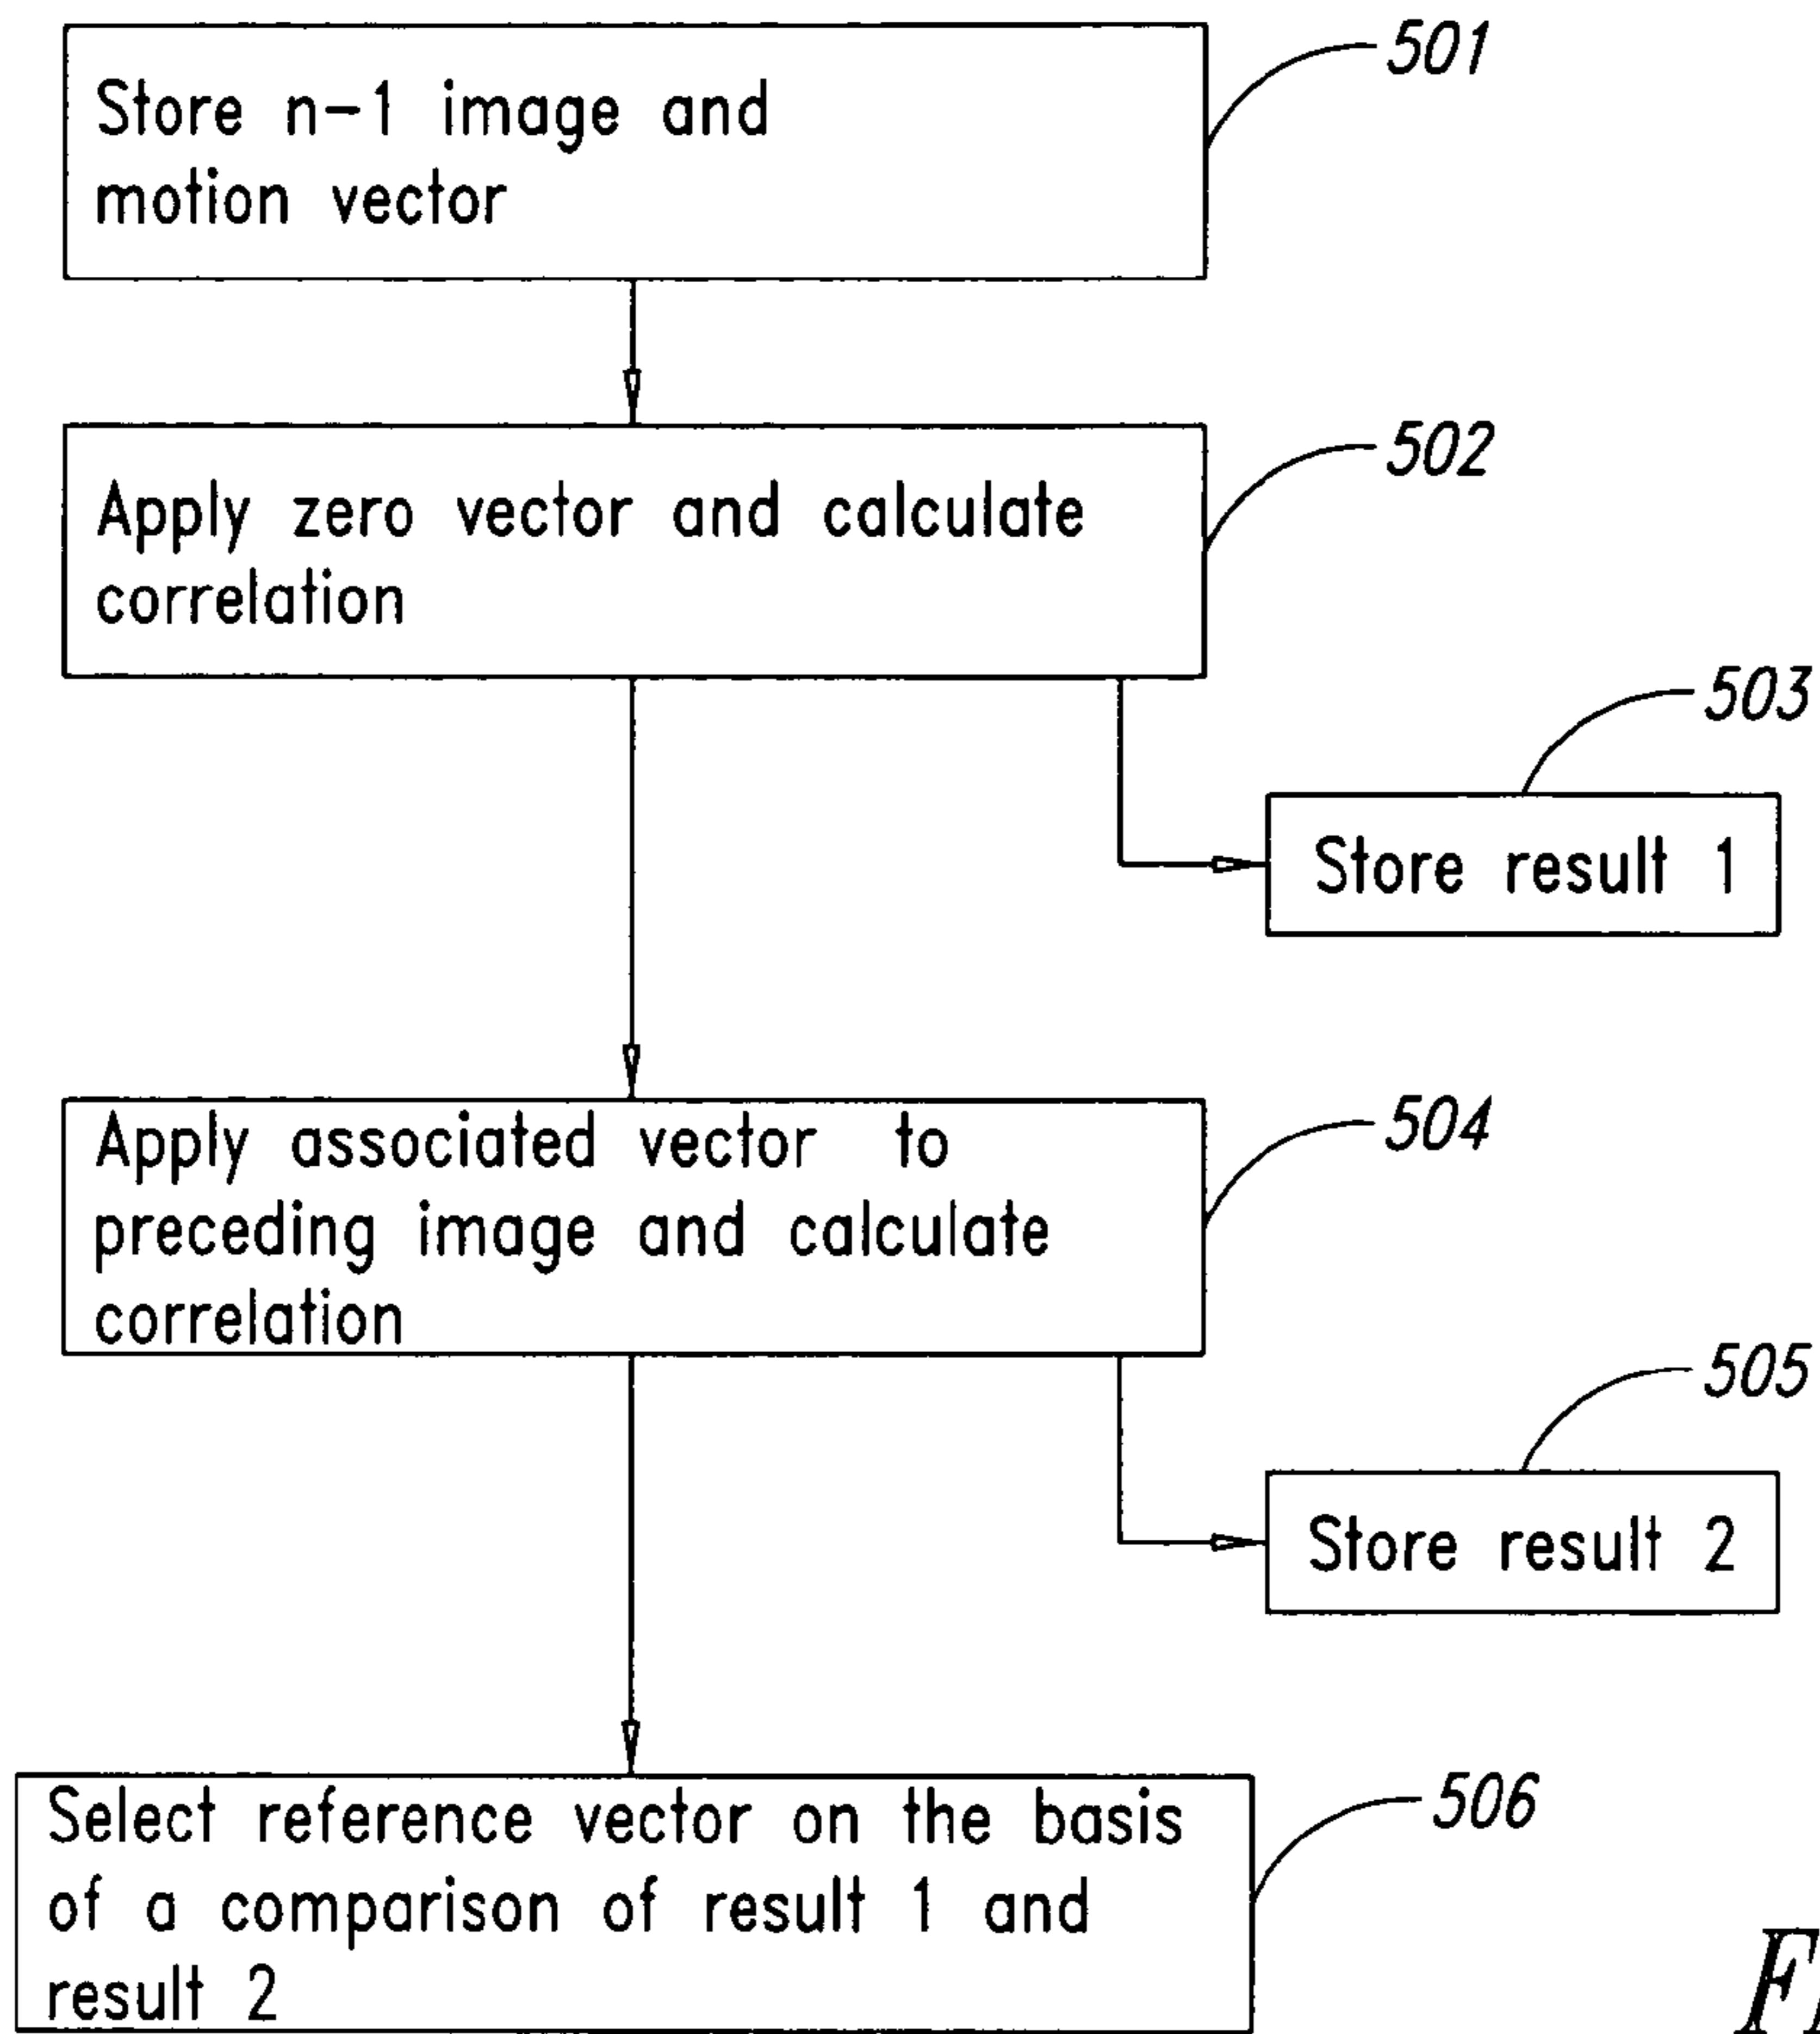 501
Store n-1 image and
motion vector
502
Apply zero vector and calculate
correlation
503
Store result 1
504
Apply associated vector to
preceding image and calculate
correlation
505
Store result 2
506
Select reference vector on the basis
of a comparison of result 1 and
result 2